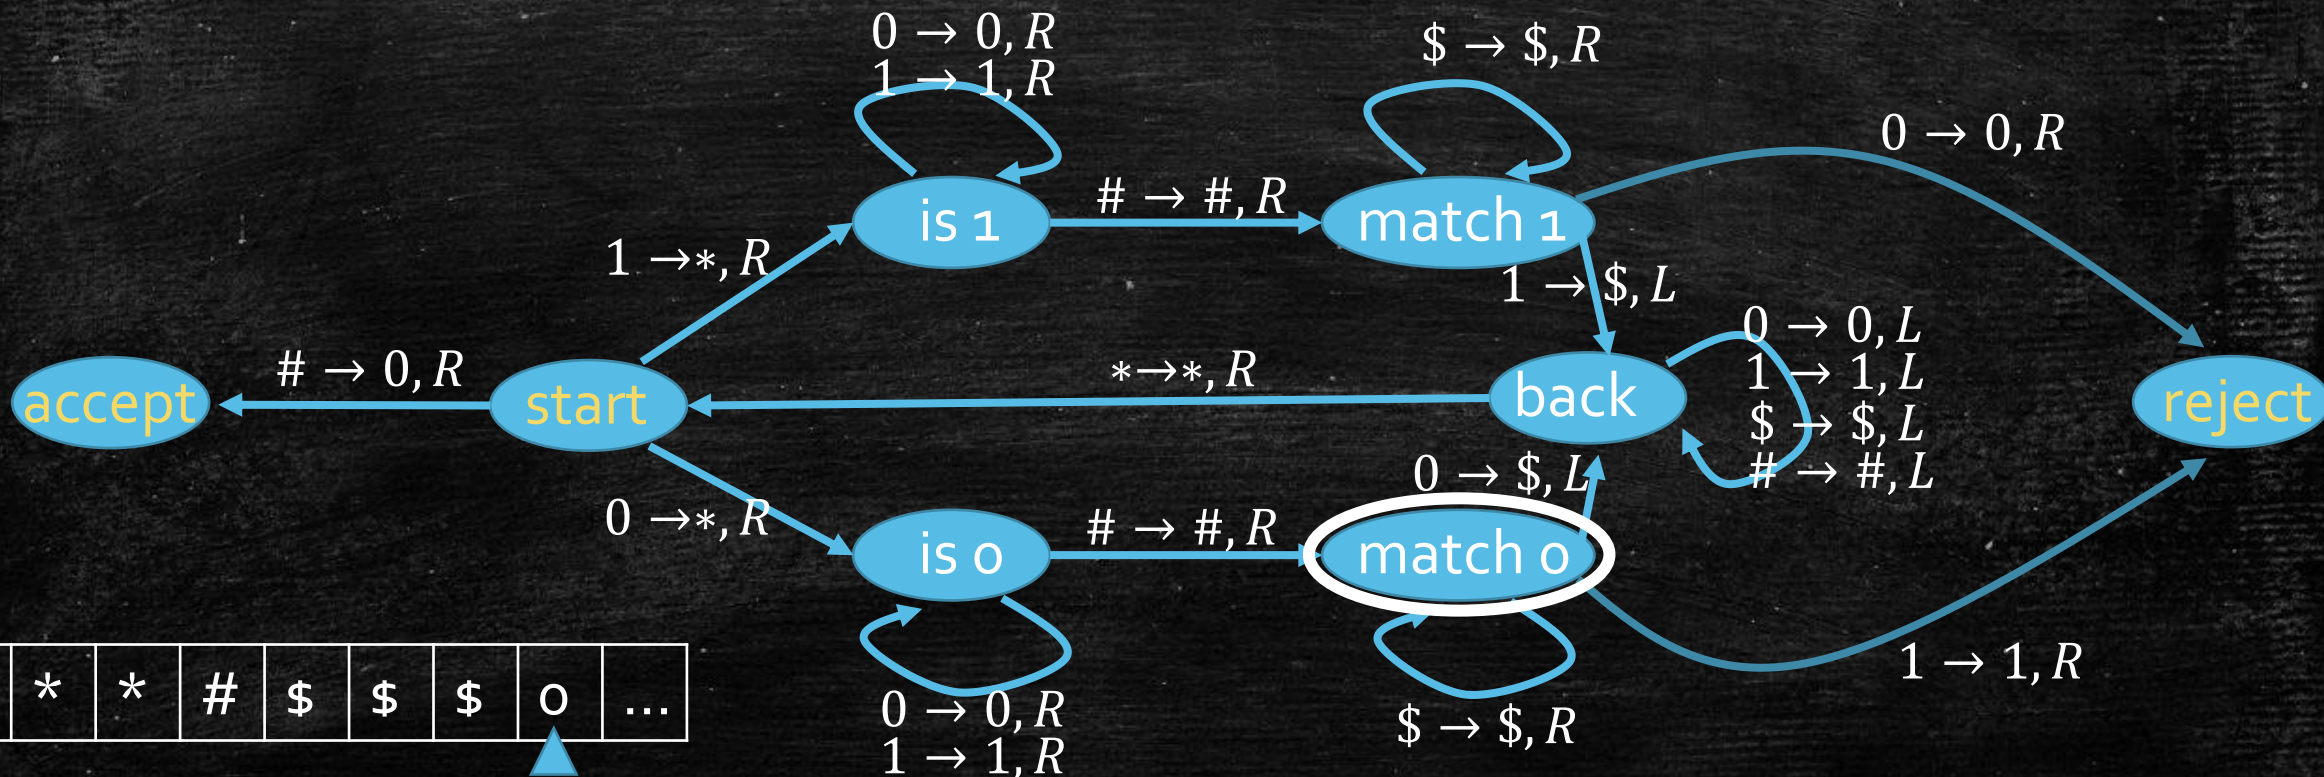 0 → 0, R
1 → 1, R
$ → $, R
0 → 0, R
is 1
# → #, R
match 1
1 →*, R
1 → $, L
accept
# → 0, R
start
*→*, R
back
0 → 0, L
1 → 1, L
$ → $, L
# → #, L
reject
0 →*, R
is 0
# → #, R
0 → $, L
match 0
1 → 1, R
* * # $ $ $ 0 ...
0 → 0, R
1 → 1, R
$ → $, R